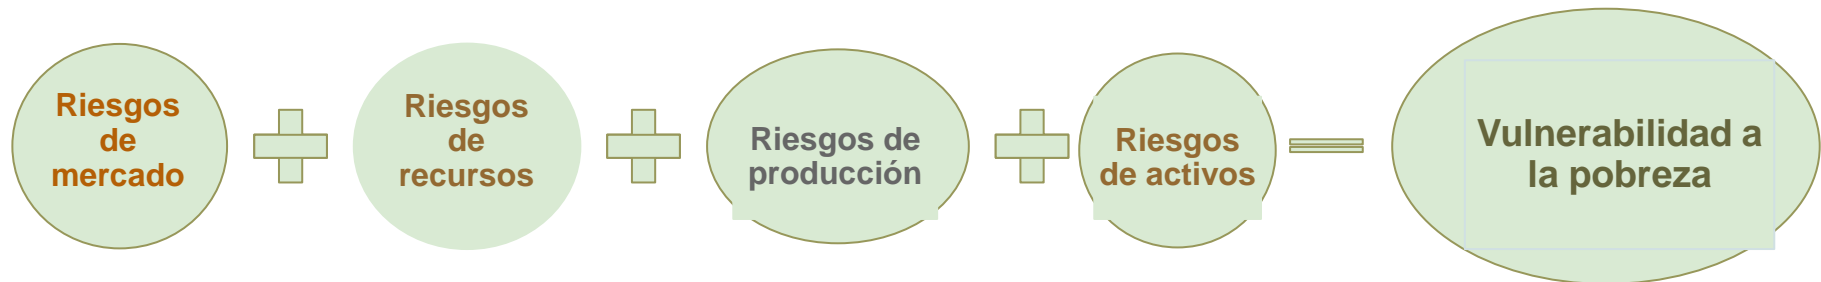 Riesgos
de
mercado
Riesgos
de
recursos
Riesgos de
producción
Riesgos
de activos
Vulnerabilidad a
la pobreza